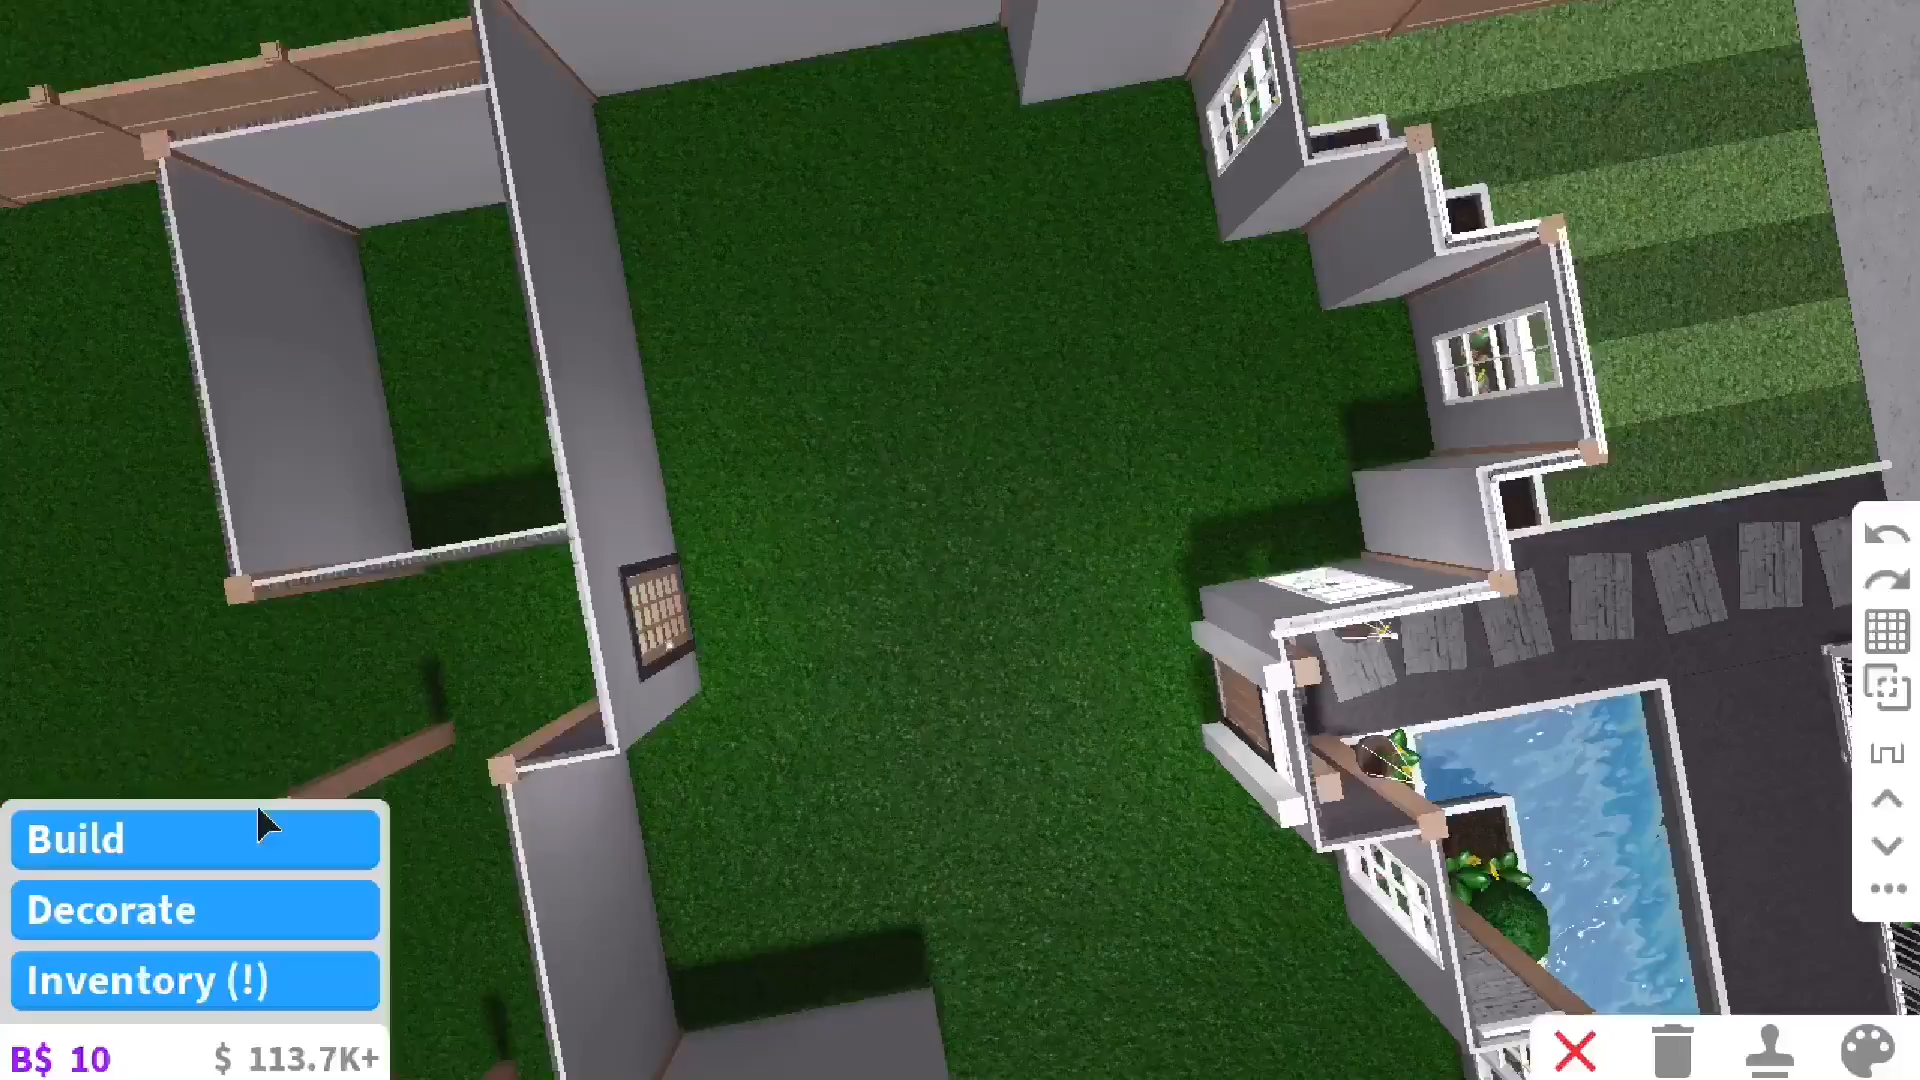 Build
Decorate
Inventory (!)
B$ 10 $ 113.7K+